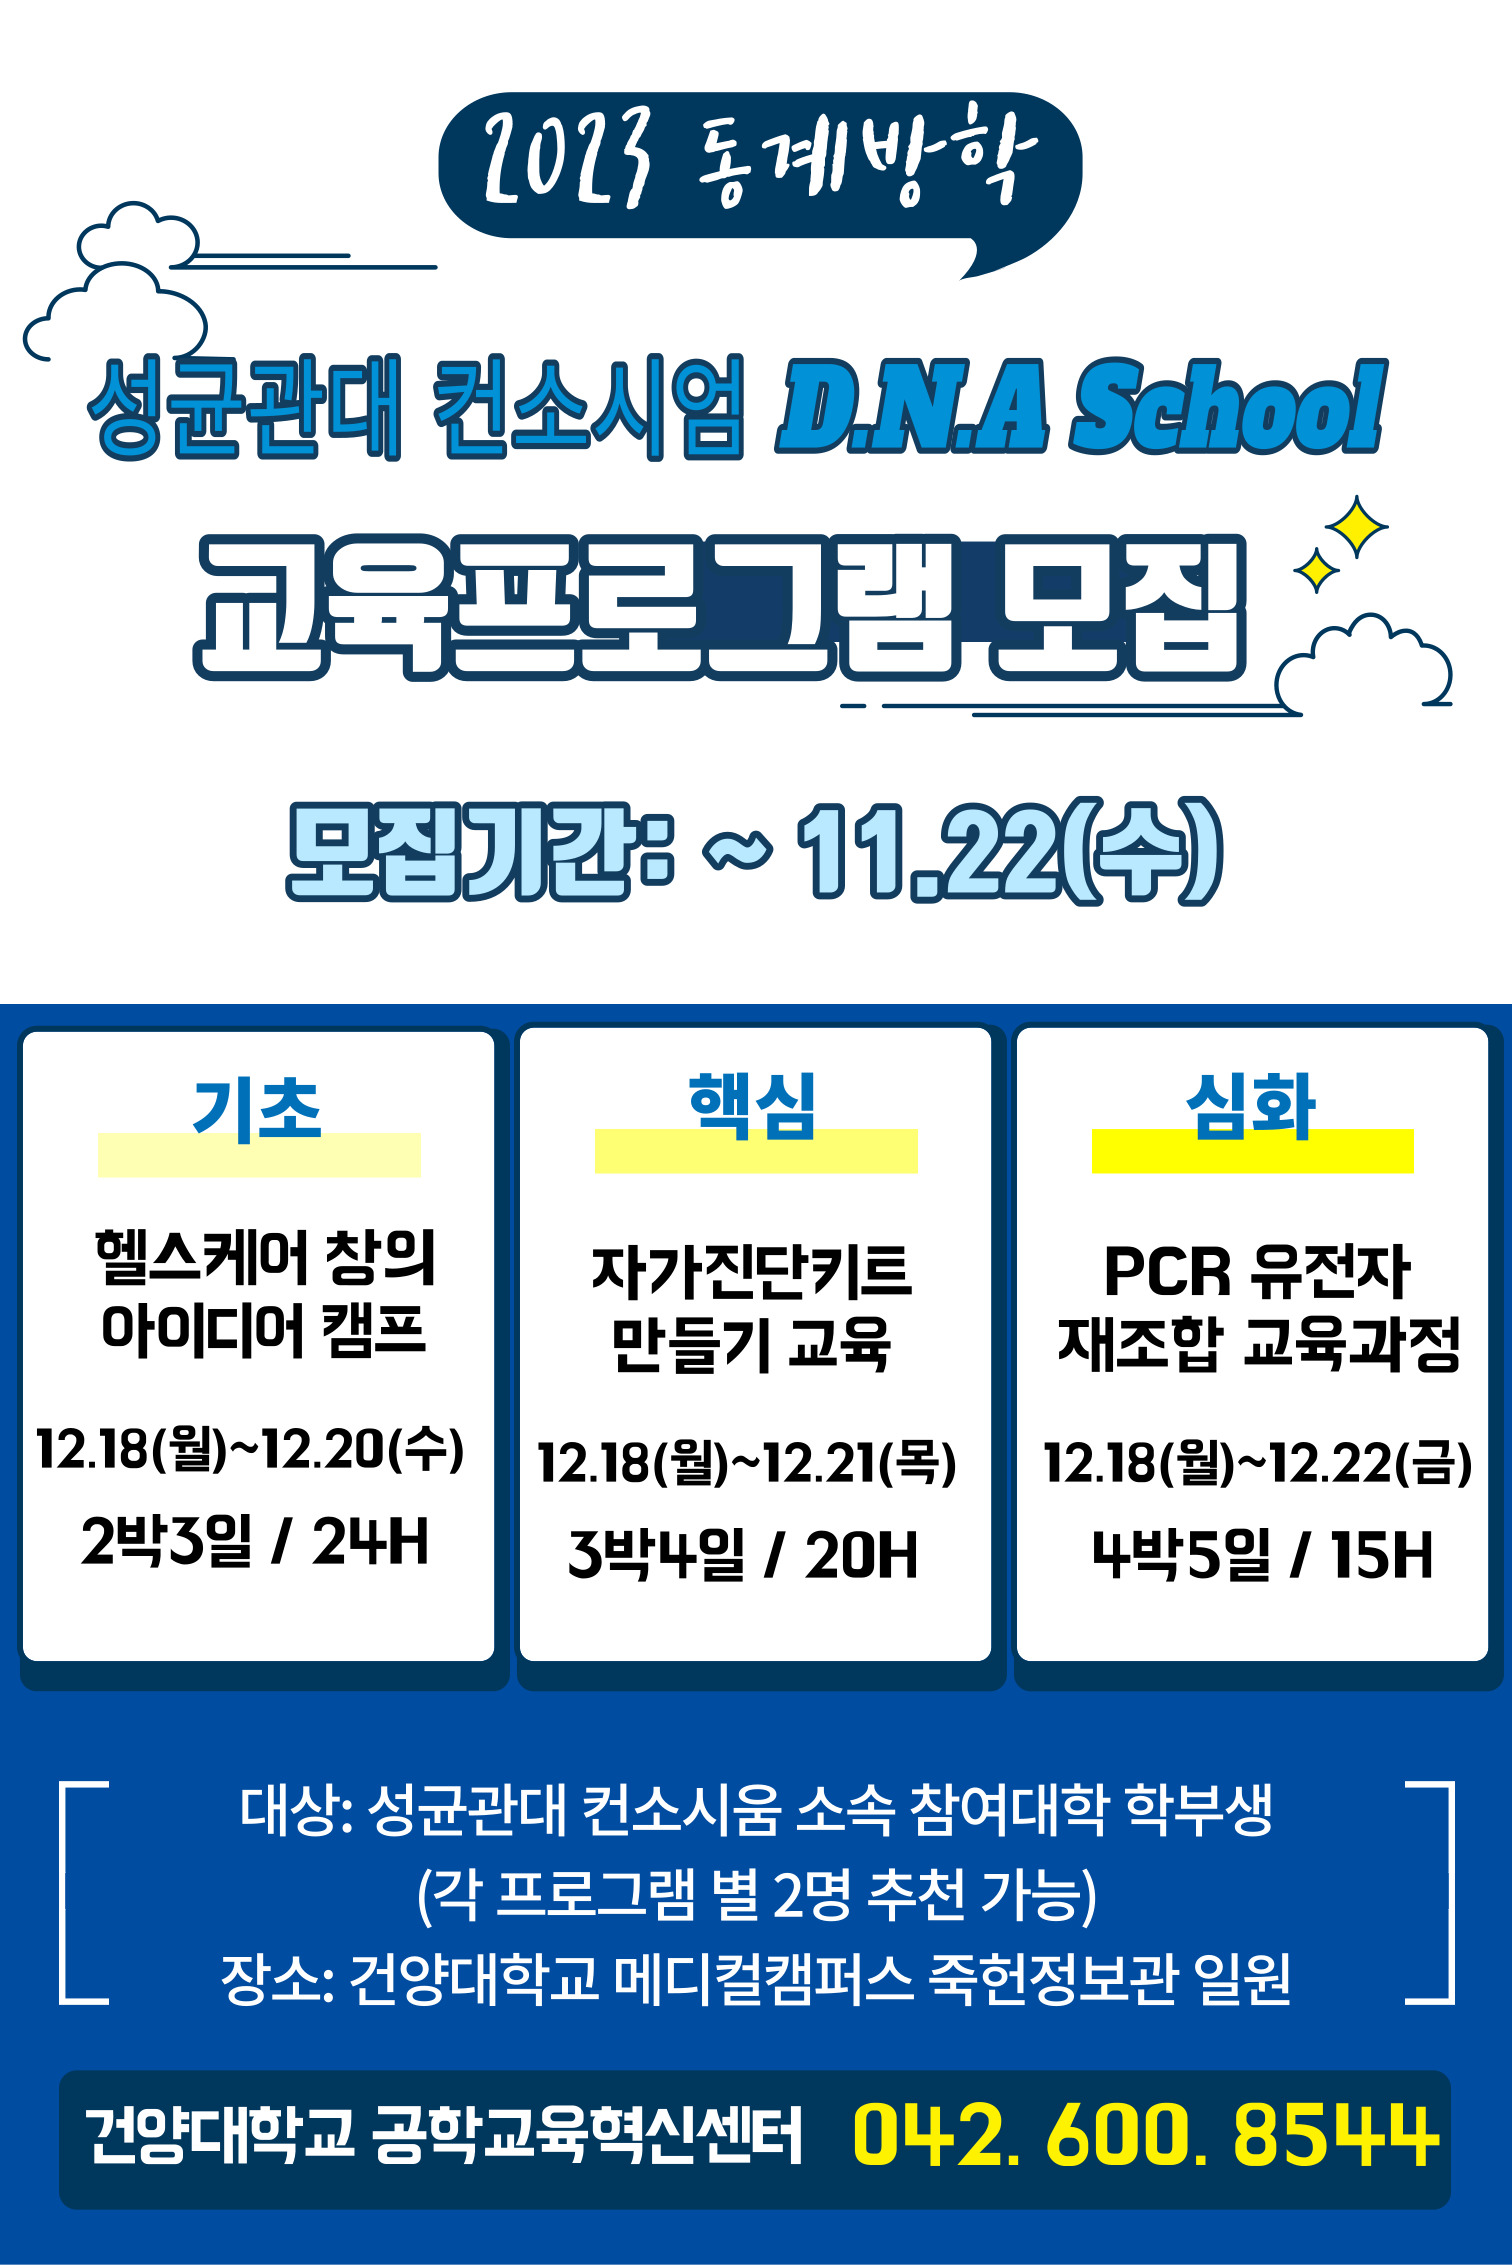 2023 동계방학
성균관대 컨소시엄 D.N.A School
교육프로그램 모집
모집기간: ~ 11.22(수)
기초
헬스케어 창의
아이디어 캠프
12.18(월)~12.20(수)
2박3일 / 24H
핵심
자가진단키트
만들기 교육
12.18(월)~12.21(목)
3박4일 / 20H
심화
PCR 유전자
재조합 교육과정
12.18(월)~12.22(금)
4박5일 / 15H
대상: 성균관대 컨소시움 소속 참여대학 학부생
(각 프로그램 별 2명 추천 가능)
장소: 건양대학교 메디컬캠퍼스 죽헌정보관 일원
건양대학교 공학교육혁신센터 042. 600. 8544